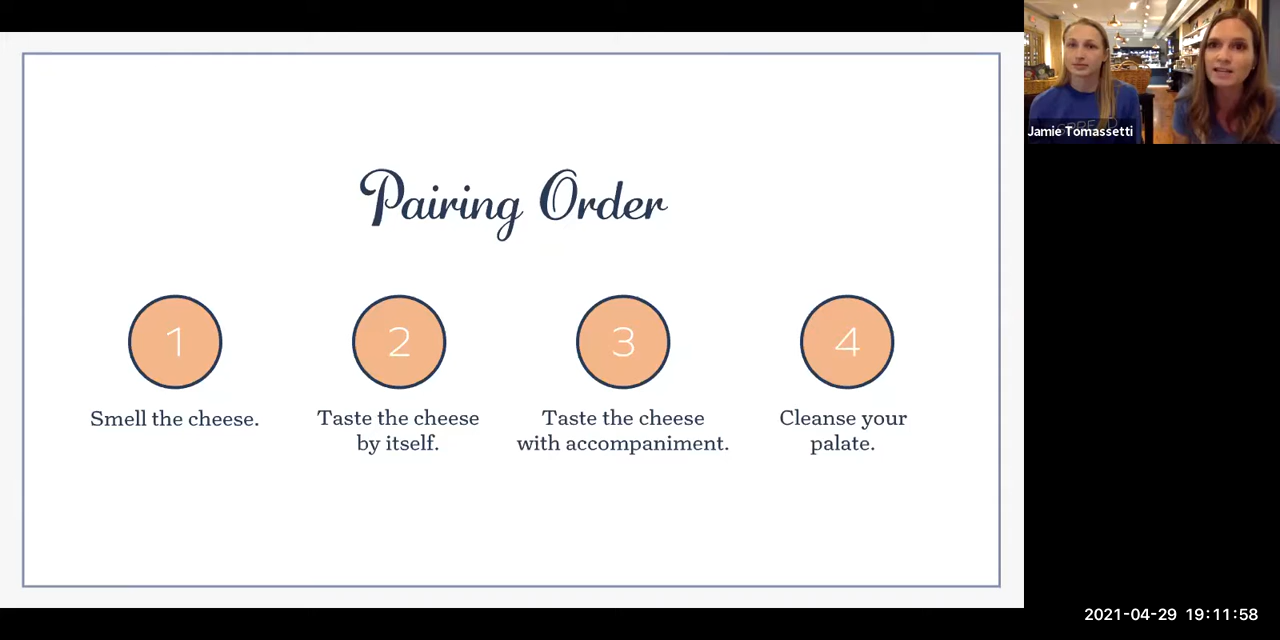 Pairing Order
1
2
3
4
Smell the cheese.
Taste the cheese
by itself.
Taste the cheese
with accompaniment.
Cleanse your
palate.
SPREAD
Jamie Tomassetti
2021-04-29 19:11:58